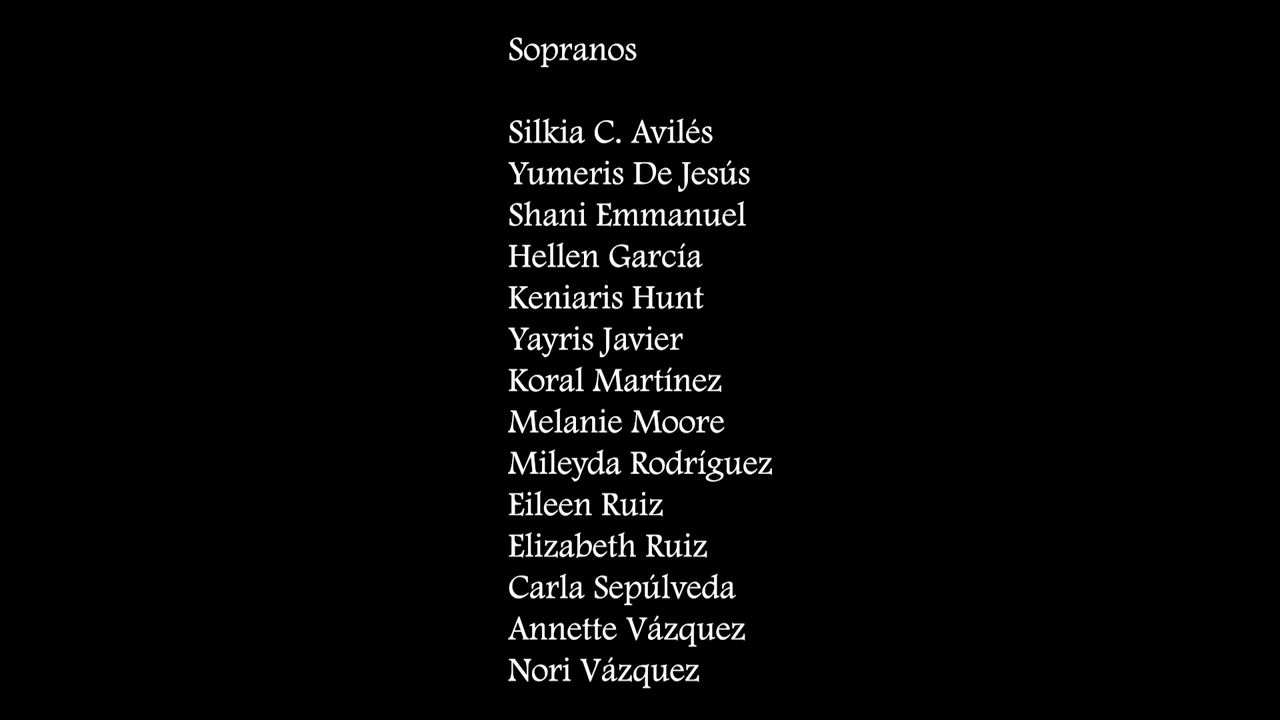 Sopranos
Silkia C. Avilés
Yumeris De Jesús
Shani Emmanuel
Hellen García
Keniaris Hunt
Yayris Javier
Koral Martínez
Melanie Moore
Mileyda Rodríguez
Eileen Ruiz
Elizabeth Ruiz
Carla Sepúlveda
Annette Vázquez
Nori Vázquez